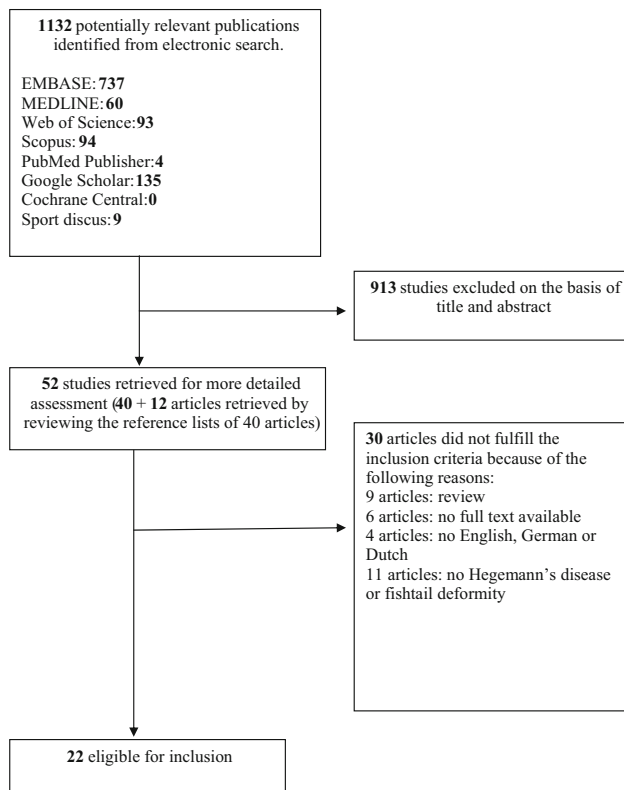 1132 potentially relevant publications
identified from electronic search.
EMBASE: 737
MEDLINE: 60
Web of Science: 93
Scopus: 94
PubMed Publisher: 4
Google Scholar: 135
Cochrane Central: 0
Sport discus: 9
913 studies excluded on the basis of
title and abstract
52 studies retrieved for more detailed
assessment (40 + 12 articles retrieved by
reviewing the reference lists of 40 articles)
30 articles did not fulfill the
inclusion criteria because of the
following reasons:
9 articles: review
6 articles: no full text available
4 articles: no English, German or
Dutch
11 articles: no Hegemann's disease
or fishtail deformity
22 eligible for inclusion